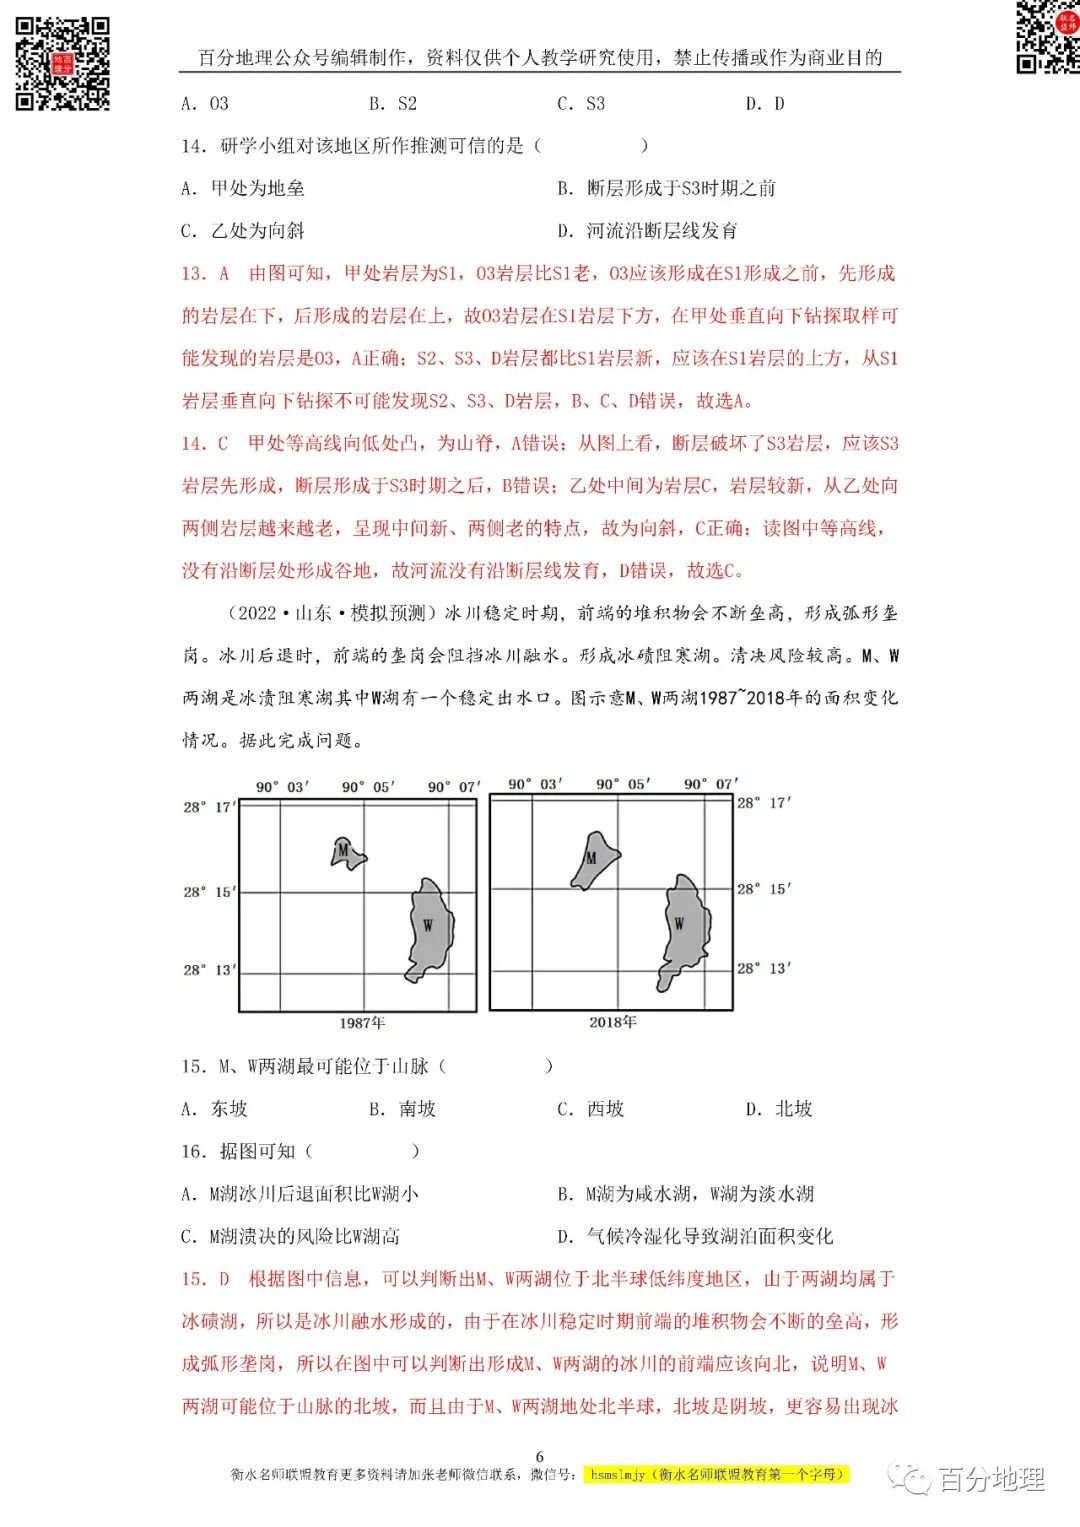 百分地理公众号编辑制作，资料仅供个人教学研究使用，禁止传播或作为商业目的
A. O3 B. S2 C. S3 D. D
14. 研学小组对该地区所作推测可信的是（ ）
A. 甲处为地垒 B. 断层形成于S3时期之前
C. 乙处为向斜 D. 河流沿断层线发育
13. A 由图可知，甲处岩层为S1，O3岩层比S1老，O3应该形成在S1形成之前，先形成
的岩层在下，后形成的岩层在上，故O3岩层在S1岩层下方，在甲处垂直向下钻探取样可
能发现的岩层是O3，A正确；S2、S3、D岩层都比S1岩层新，应该在S1岩层的上方，从S1
岩层垂直向下钻探不可能发现S2、S3、D岩层，B、C、D错误，故选A。
14. C 甲处等高线向低处凸，为山脊，A错误；从图上看，断层破坏了S3岩层，应该S3
岩层先形成，断层形成于S3时期之后，B错误；乙处中间为岩层C，岩层较新，从乙处向
两侧岩层越来越老，呈现中间新、两侧老的特点，故为向斜，C正确；读图中等高线，
没有沿断层处形成谷地，故河流没有沿断层线发育，D错误，故选C。
（2022·山东·模拟预测）冰川稳定时期，前端的堆积物会不断垒高，形成弧形垄
岗。冰川后退时，前端的垄岗会阻挡冰川融水。形成冰碛阻塞湖。清决风险较高。M、W
两湖是冰渍阻寒湖其中W湖有一个稳定出水口。图示意M、W两湖1987~2018年的面积变化
情况。据此完成问题。
90° 03′ 90° 05′ 90° 07′ 90° 03′ 90° 05′ 90° 07′
28° 17′ 28° 17′
M M
28° 15′ 28° 15′
W W
28° 13′ 28° 13′
1987年 2018年
15. M、W两湖最可能位于山脉（ ）
A. 东坡 B. 南坡 C. 西坡 D. 北坡
16. 据图可知（ ）
A. M湖冰川后退面积比W湖小 B. M湖为咸水湖，W湖为淡水湖
C. M湖溃决的风险比W湖高 D. 气候冷湿化导致湖泊面积变化
15. D 根据图中信息，可以判断出M、W两湖位于北半球低纬度地区，由于两湖均属于
冰碛湖，所以是冰川融水形成的，由于在冰川稳定时期前端的堆积物会不断的垒高，形
成弧形垄岗，所以在图中可以判断出形成M、W两湖的冰川的前端应该向北，说明M、W
两湖可能位于山脉的北坡，而且由于M、W两湖地处北半球，北坡是阴坡，更容易出现冰
6
衡水名师联盟教育更多资料请加张老师微信联系，微信号： hsmslmjy（衡水名师联盟教育第一个字母）
百分地理